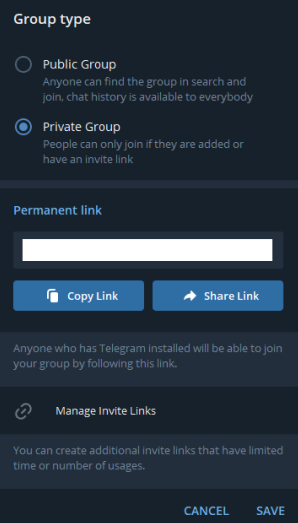 Group type
Public Group
Anyone can find the group in search and
join, chat history is available to everybody
Private Group
People can only join if they are added or
have an invite link
Permanent link
Copy Link
Share Link
Anyone who has Telegram installed will be able to join
your group by following this link.
Manage Invite Links
You can create additional invite links that have limited
time or number of usages.
CANCEL
SAVE